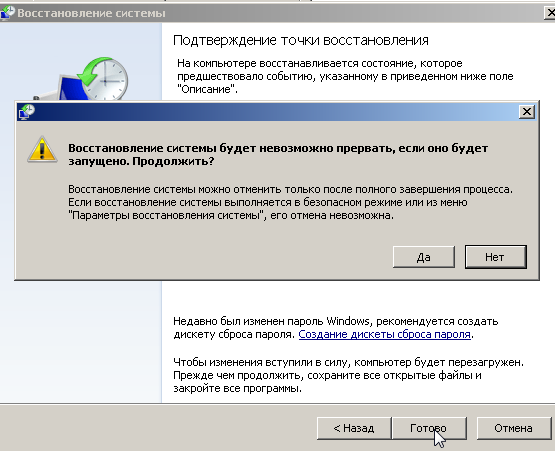 Восстановление системы
Подтверждение точки восстановления
На компьютере восстанавливается состояние, которое
предшествовало событию, указанному в приведенном ниже поле
"Описание".
Восстановление системы будет невозможно прервать, если оно будет
запущено. Продолжить?
Восстановление системы можно отменить только после полного завершения процесса.
Если восстановление системы выполняется в безопасном режиме или из меню
"Параметры восстановления системы", его отмена невозможна.
Да
Нет
Недавно был изменен пароль Windows, рекомендуется создать
дискету сброса пароля. Создание дискеты сброса пароля.
Чтобы изменения вступили в силу, компьютер будет перезагружен.
Прежде чем продолжить, сохраните все открытые файлы и
закройте все программы.
< Назад
Готово
Отмена